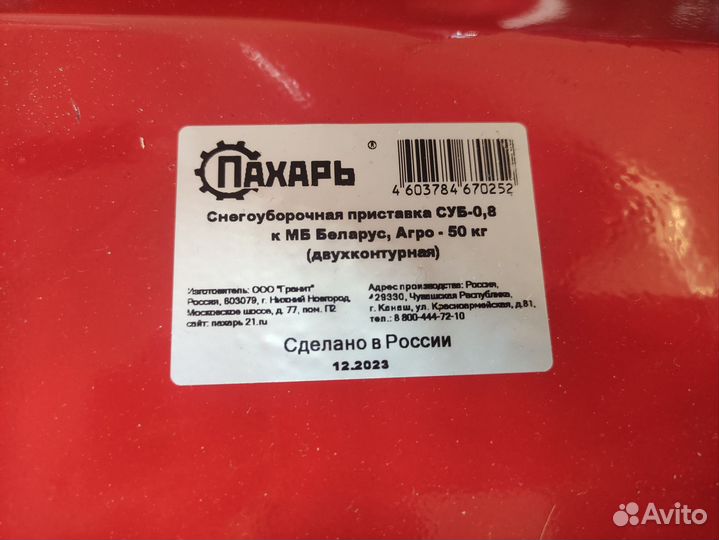 ПАХАРЬ ®
4 603784 670252
Снегоуборочная приставка СУБ-0,8
к МБ Беларус, Агро - 50 кг
(двухконтурная)
Изготовитель: ООО "Гранит"
Россия, 603079, г. Нижний Новгород,
Московское шоссе, д. 77, пом. П2
сайт: пахарь 21.ru
Адрес производства: Россия,
429330, Чувашская Республика,
г. Канаш, ул. Красноармейская, д.81,
тел.: 8 800-444-72-10
Сделано в России
12.2023
Avito